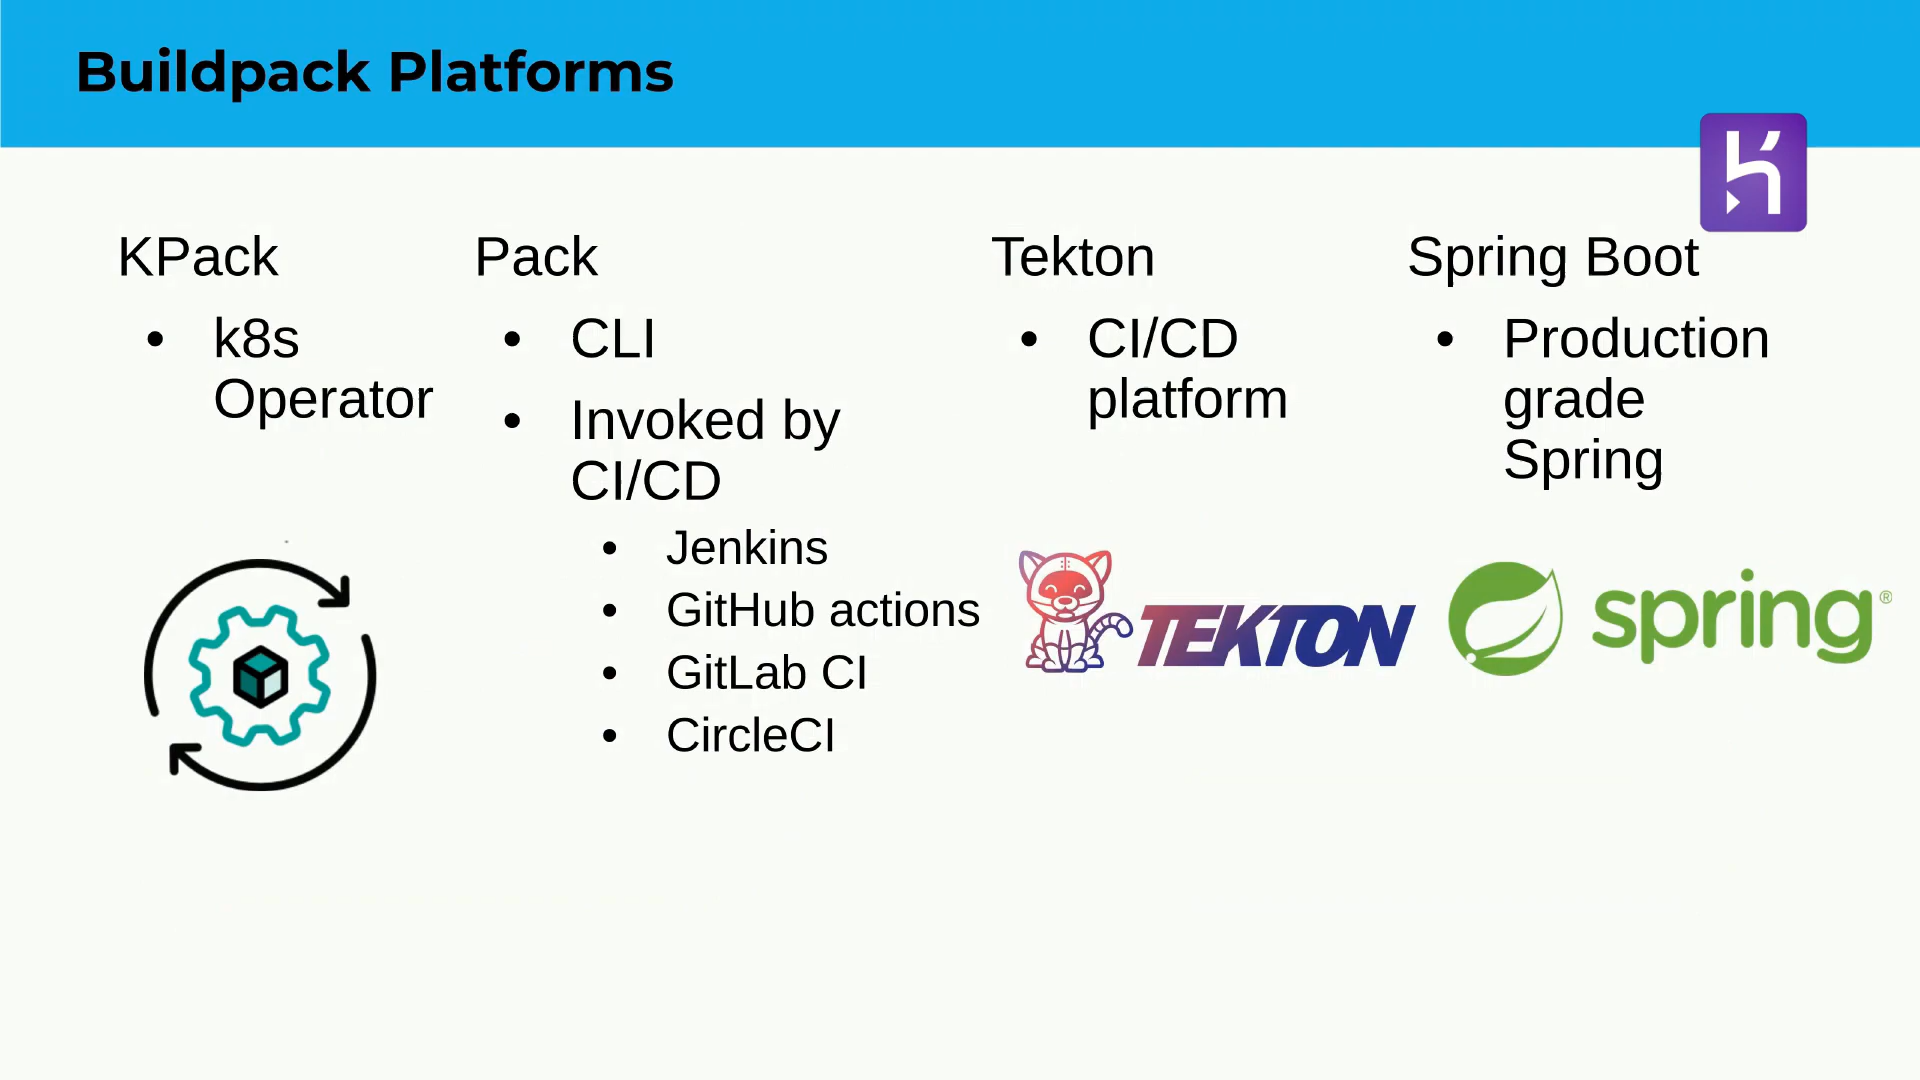 Buildpack Platforms
KPack
• k8s
Operator
Pack
• CLI
• Invoked by
CI/CD
• Jenkins
• GitHub actions
• GitLab CI
• CircleCI
Tekton
• CI/CD
platform
TEKTON
Spring Boot
• Production
grade
Spring
spring®